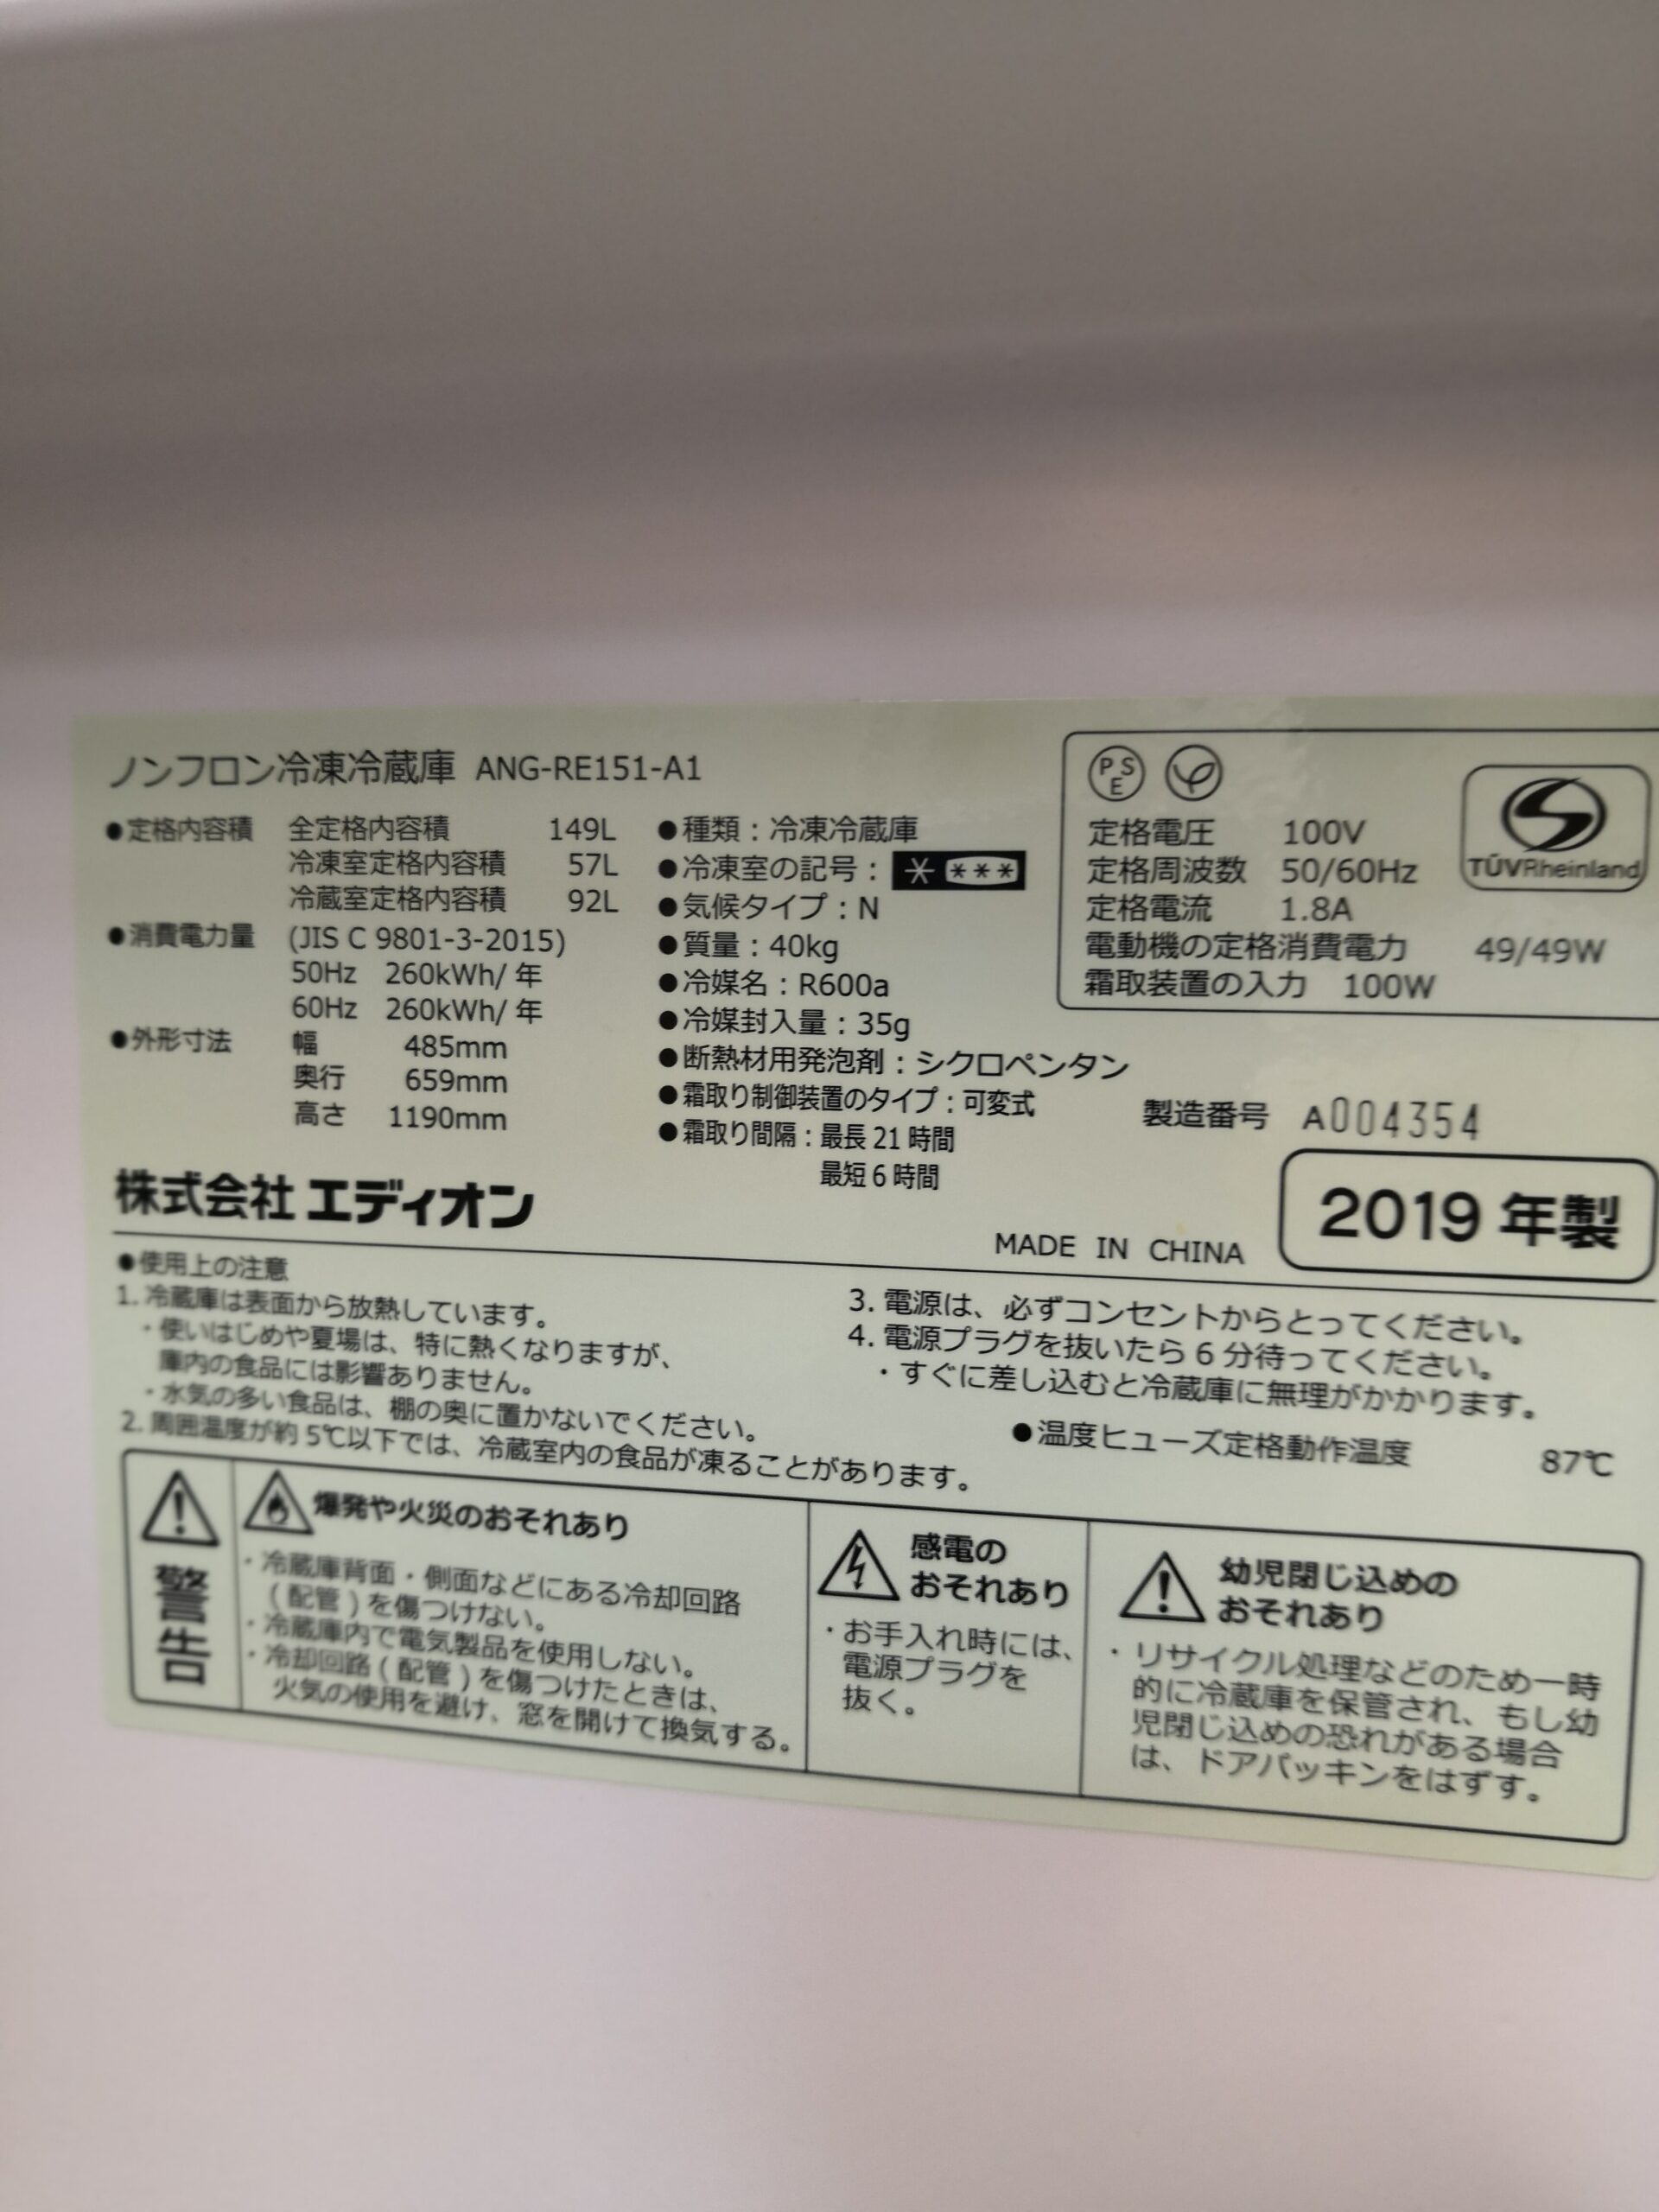 ノンフロン冷凍冷蔵庫 ANG-RE151-A1
●定格内容積 全定格内容積 149L
冷凍室定格内容積 57L
冷蔵室定格内容積 92L
●消費電力量 (JIS C 9801-3-2015)
50Hz 260kWh/年
60Hz 260kWh/年
●外形寸法 幅 485mm
奥行 659mm
高さ 1190mm
●種類：冷凍冷蔵庫
●冷凍室の記号：* ***
●気候タイプ：N
●質量：40kg
●冷媒名：R600a
●冷媒封入量：35g
●断熱材用発泡剤：シクロペンタン
●霜取り制御装置のタイプ：可変式
●霜取り間隔：最長21時間
最短6時間
PSE
定格電圧 100V
定格周波数 50/60Hz
定格電流 1.8A
電動機の定格消費電力 49/49W
霜取装置の入力 100W
TÜVRheinland
製造番号 A004354
株式会社 エディオン
MADE IN CHINA
2019年製
●使用上の注意
1. 冷蔵庫は表面から放熱しています。
・使いはじめや夏場は、特に熱くなりますが、
庫内の食品には影響ありません。
・水気の多い食品は、棚の奥に置かないでください。
2. 周囲温度が約5℃以下では、冷蔵室内の食品が凍ることがあります。
3. 電源は、必ずコンセントからとってください。
4. 電源プラグを抜いたら6分待ってください。
・すぐに差し込むと冷蔵庫に無理がかかります。
●温度ヒューズ定格動作温度 87℃
警告
爆発や火災のおそれあり
・冷蔵庫背面・側面などにある冷却回路
(配管)を傷つけない。
・冷蔵庫内で電気製品を使用しない。
・冷却回路(配管)を傷つけたときは、
火気の使用を避け、窓を開けて換気する。
感電の
おそれあり
・お手入れ時には、
電源プラグを
抜く。
幼児閉じ込めの
おそれあり
・リサイクル処理などのため一時
的に冷蔵庫を保管され、もし幼
児閉じ込めの恐れがある場合
は、ドアパッキンをはずす。